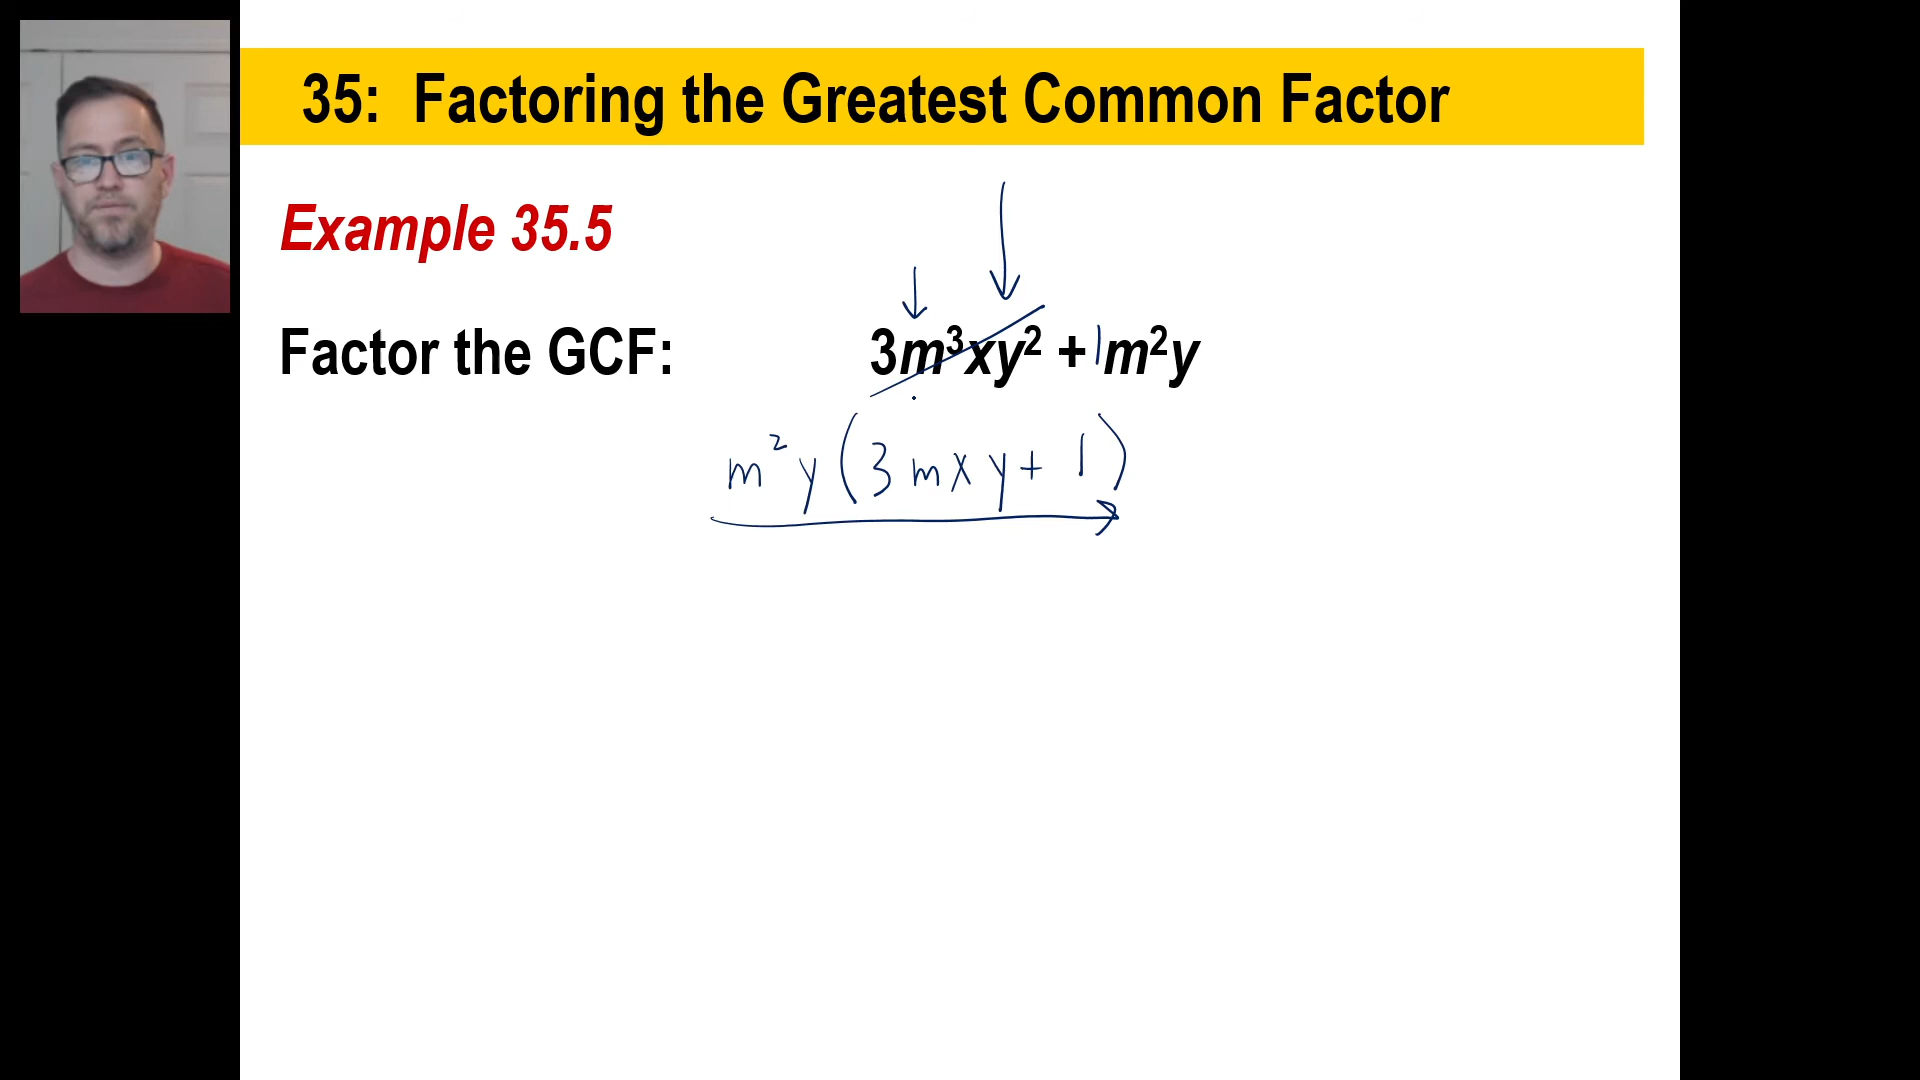 35: Factoring the Greatest Common Factor
Example 35.5
Factor the GCF: 3m³xy² + 1m²y
m²y(3mxy + 1)